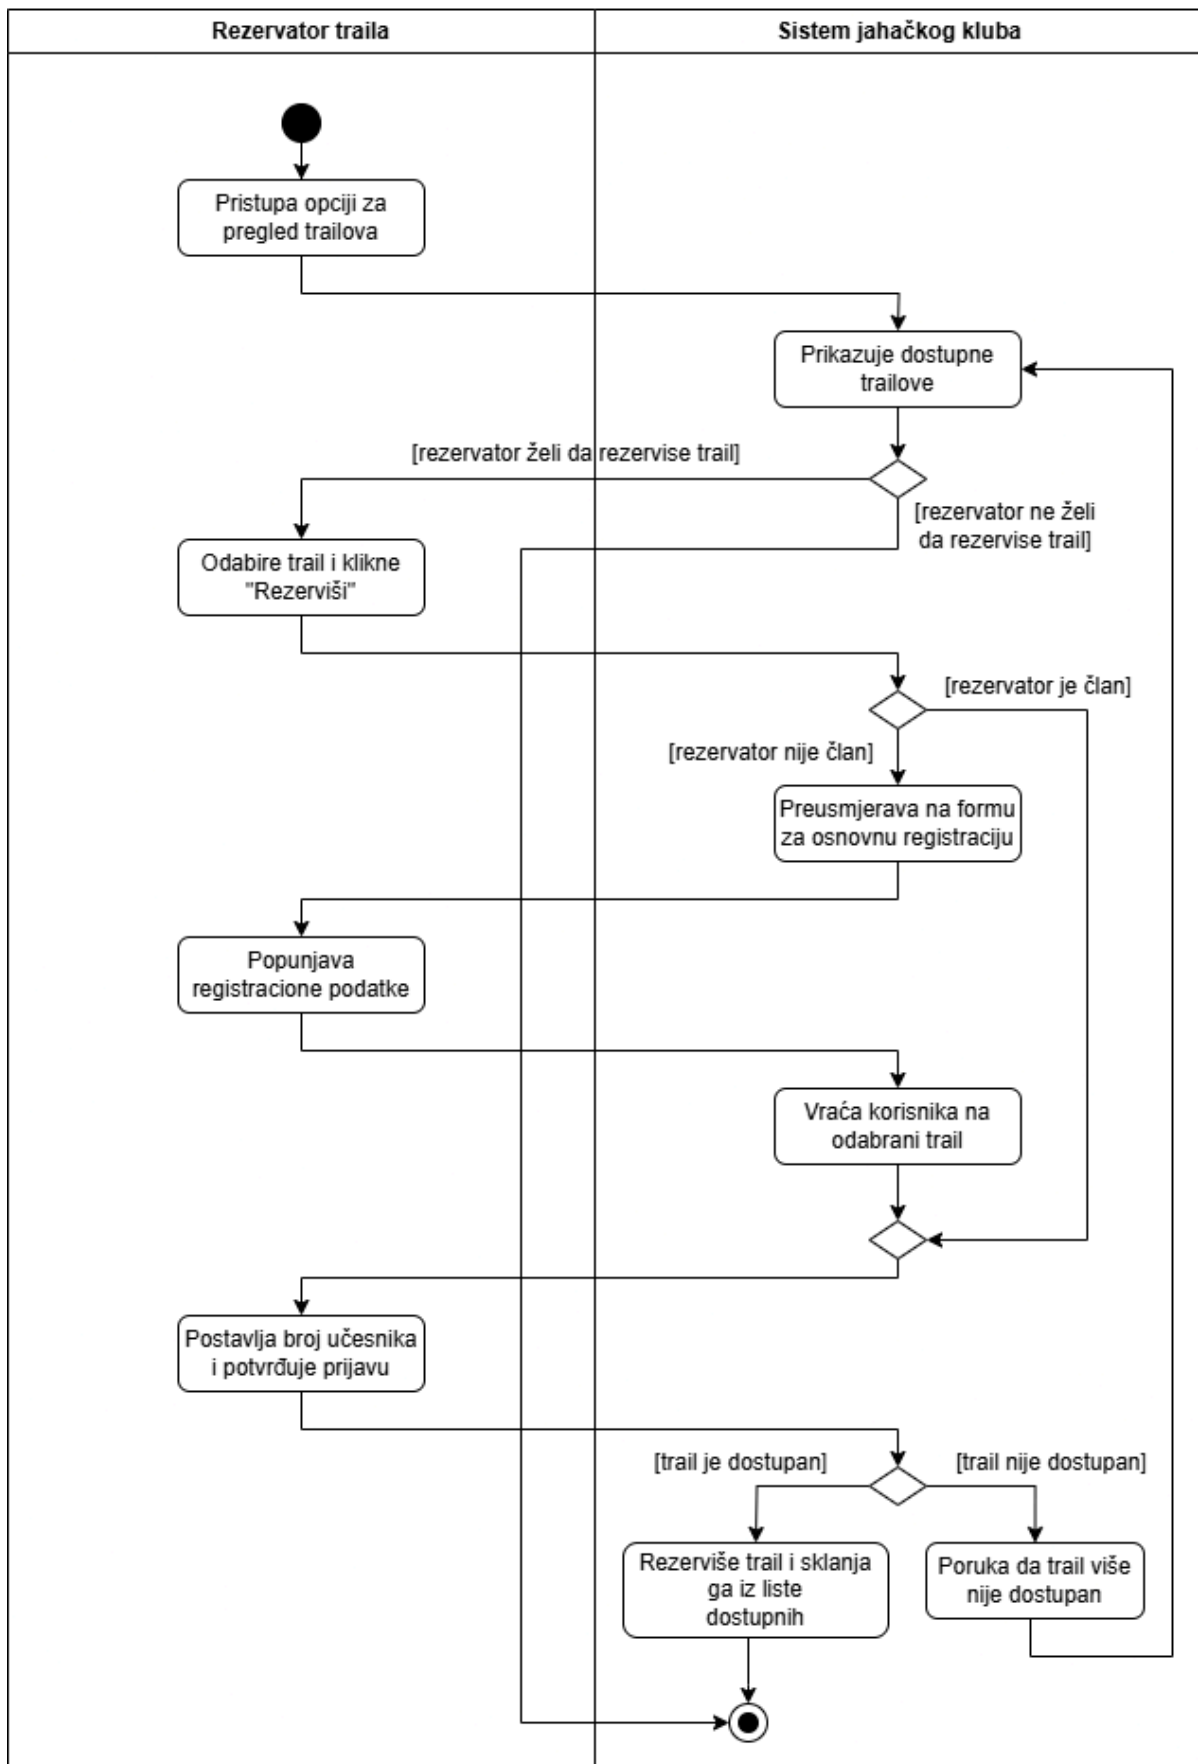 Rezervator traila
Sistem jahačkog kluba
Pristupa opciji za
pregled trailova
Prikazuje dostupne
trailove
[rezervator želi da rezervise trail]
[rezervator ne želi
da rezervise trail]
Odabire trail i klikne
"Rezerviši"
[rezervator je član]
[rezervator nije član]
Preusmjerava na formu
za osnovnu registraciju
Popunjava
registracione podatke
Vraća korisnika na
odabrani trail
Postavlja broj učesnika
i potvrđuje prijavu
[trail je dostupan]
[trail nije dostupan]
Rezerviše trail i sklanja
ga iz liste
dostupnih
Poruka da trail više
nije dostupan